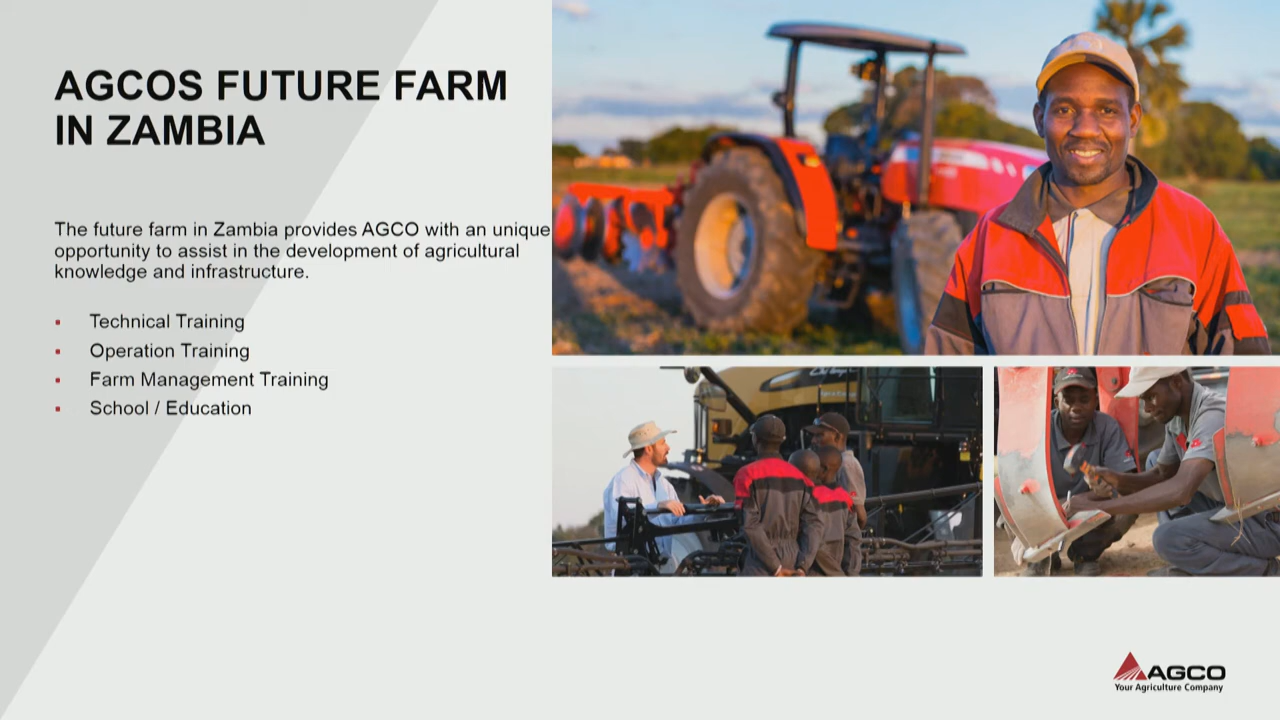 AGCOS FUTURE FARM
IN ZAMBIA
The future farm in Zambia provides AGCO with an unique
opportunity to assist in the development of agricultural
knowledge and infrastructure.
▪ Technical Training
▪ Operation Training
▪ Farm Management Training
▪ School / Education
AGCO
Your Agriculture Company